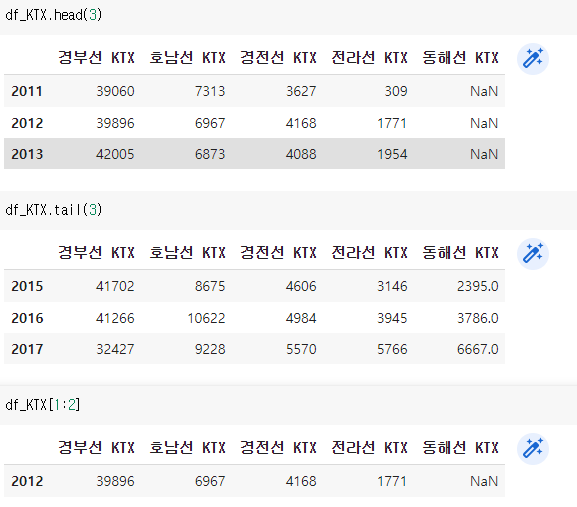 df_KTX.head(3)
경부선 KTX 호남선 KTX 경전선 KTX 전라선 KTX 동해선 KTX
2011 39060 7313 3627 309 NaN
2012 39896 6967 4168 1771 NaN
2013 42005 6873 4088 1954 NaN
df_KTX.tail(3)
경부선 KTX 호남선 KTX 경전선 KTX 전라선 KTX 동해선 KTX
2015 41702 8675 4606 3146 2395.0
2016 41266 10622 4984 3945 3786.0
2017 32427 9228 5570 5766 6667.0
df_KTX[1:2]
경부선 KTX 호남선 KTX 경전선 KTX 전라선 KTX 동해선 KTX
2012 39896 6967 4168 1771 NaN